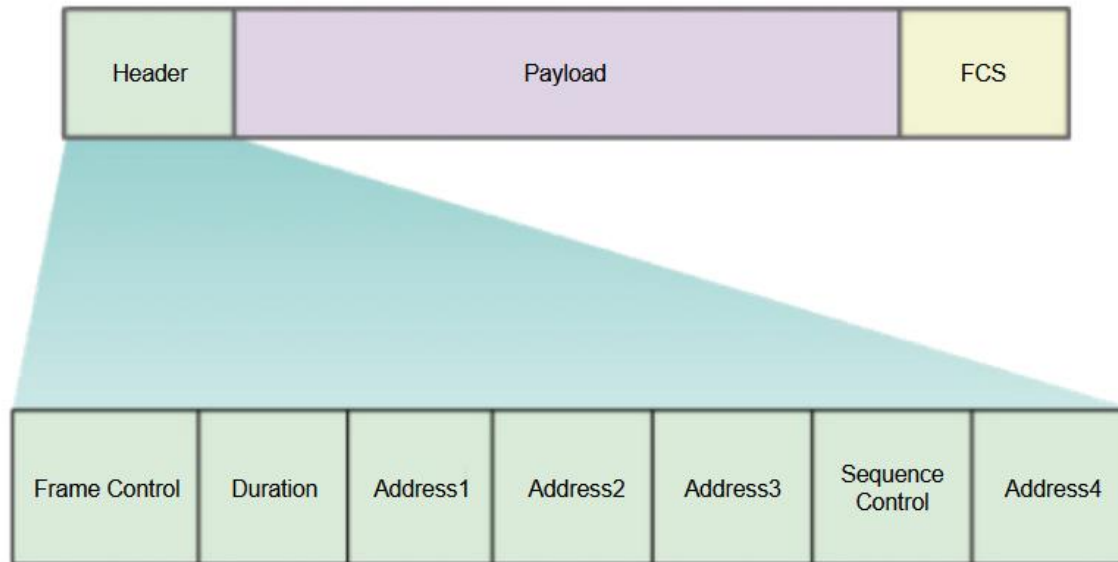 Header
Payload
FCS
Frame Control
Duration
Address1
Address2
Address3
Sequence
Control
Address4